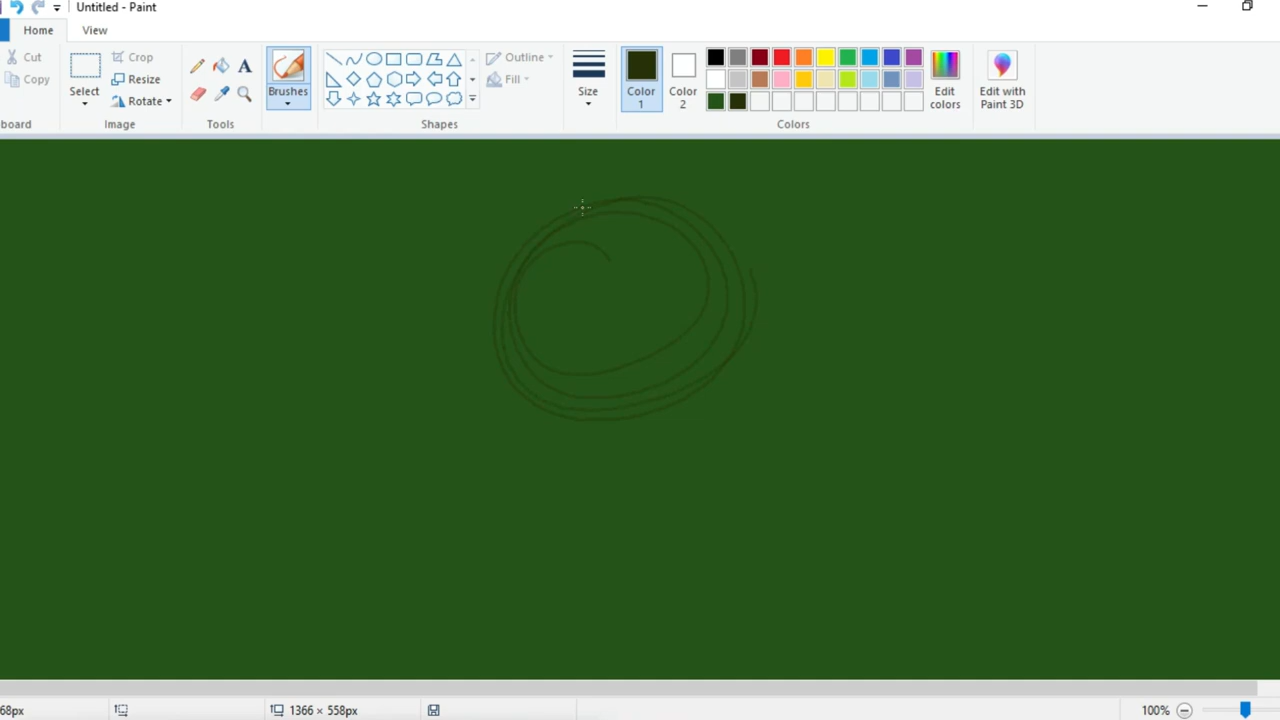 Untitled - Paint
Home View
Cut
Copy
Select
Crop
Resize
Rotate
A
Brushes
Outline
Fill
Size
Color 1
Color 2
Edit colors
Edit with Paint 3D
board Image Tools Shapes Colors
68px 1366 × 558px 100%